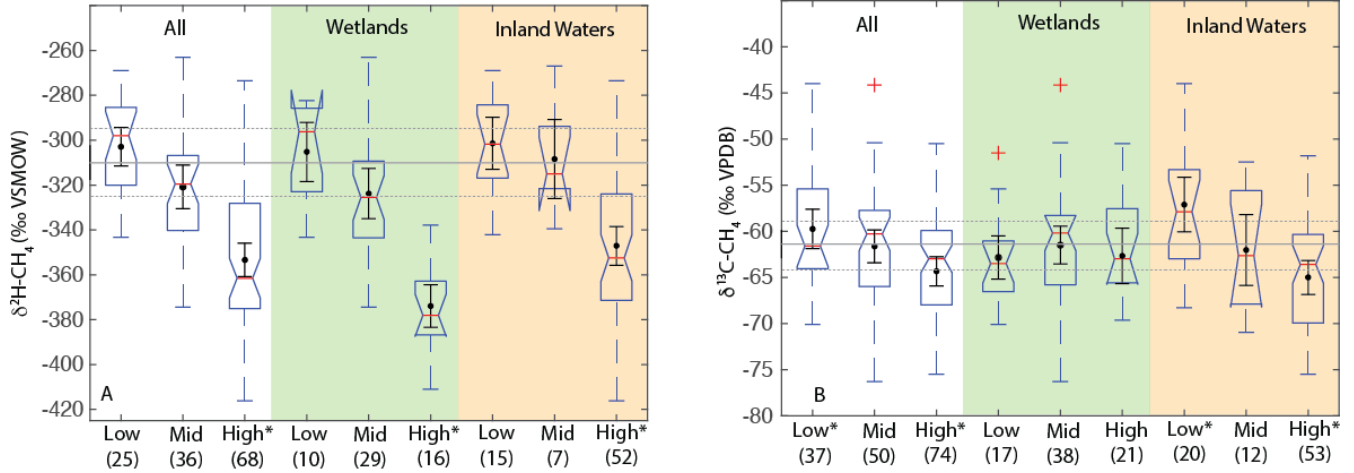 All Wetlands Inland Waters
-260
-280
-300
-320
-340
-360
-380
-400
-420
δ²H-CH₄ (‰ VSMOW)
A
Low Mid High* Low Mid High* Low Mid High*
(25) (36) (68) (10) (29) (16) (15) (7) (52)
All Wetlands Inland Waters
-40
-45
-50
-55
-60
-65
-70
-75
-80
δ¹³C-CH₄ (‰ VPDB)
B
Low* Mid High* Low Mid High Low* Mid High*
(37) (50) (74) (17) (38) (21) (20) (12) (53)